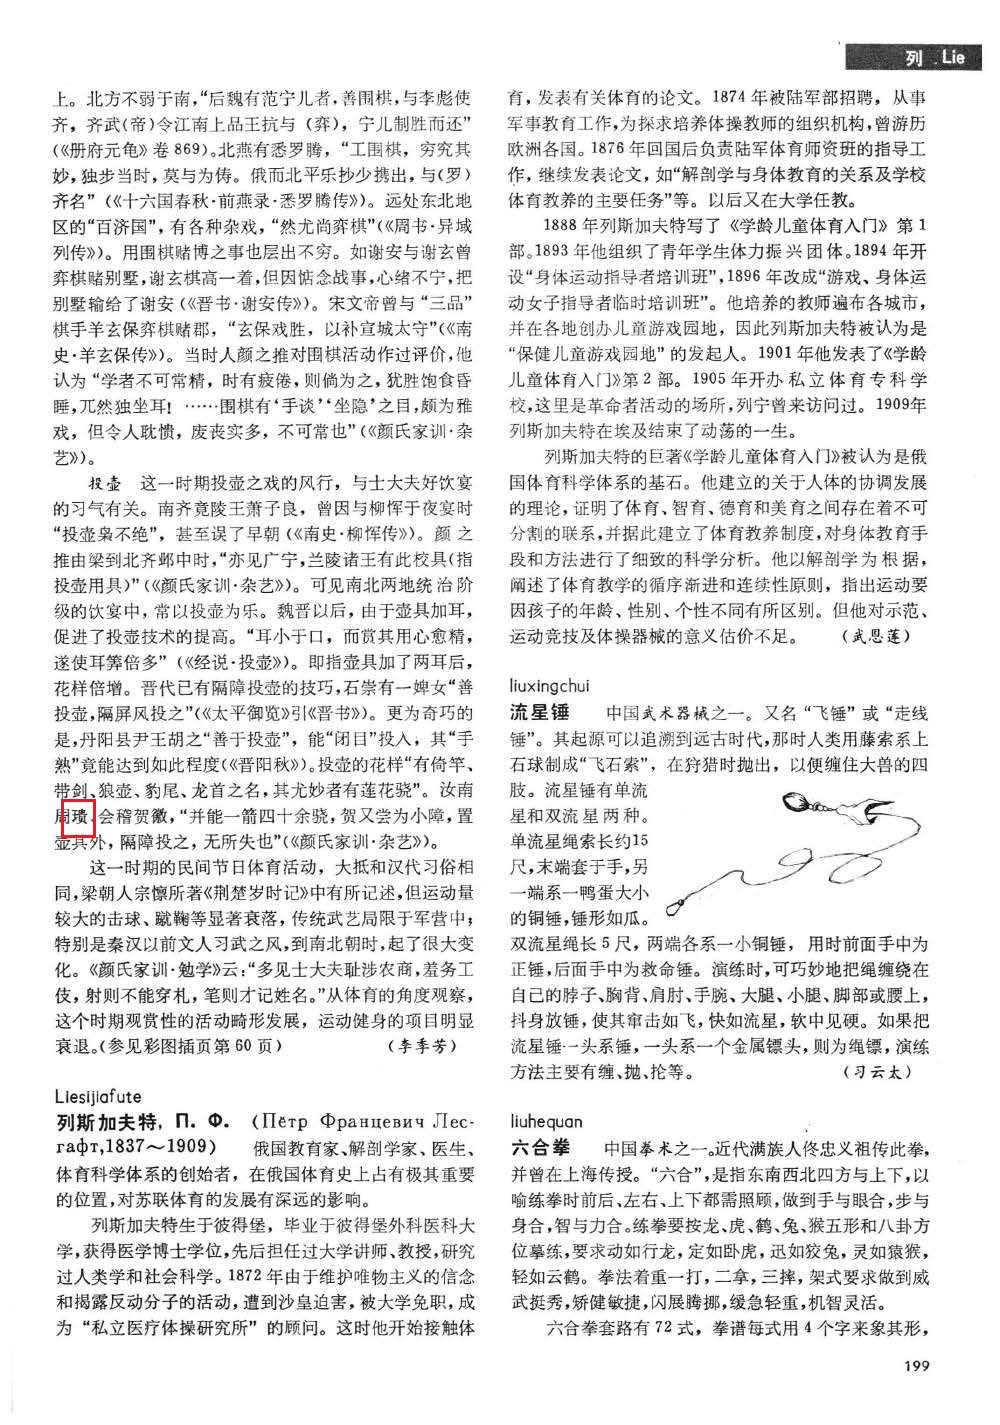 列 . Lie
上。北方不弱于南，“后魏有范宁儿者，善围棋，与李彪使
齐，齐武(帝)令江南上品王抗与 (弈)，宁儿制胜而还”
(《册府元龟》卷 869)。北燕有悉罗腾，“工围棋，穷究其
妙，独步当时，莫与为俦。俄而北平乐抄少携出，与(罗)
齐名” (《十六国春秋·前燕录·悉罗腾传》)。远处东北地
区的“百济国”，有各种杂戏，“然尤尚弈棋”(《周书·异域
列传》)。用围棋赌博之事也层出不穷。如谢安与谢玄曾
弈棋赌别墅，谢玄棋高一着，但因惦念战事，心绪不宁，把
别墅输给了谢安 (《晋书·谢安传》)。宋文帝曾与 “三品”
棋手羊玄保弈棋赌郡，“玄保戏胜，以补宣城太守”(《南
史·羊玄保传》)。当时人颜之推对围棋活动作过评价，他
认为 “学者不可常精，时有疲倦，则倘为之，犹胜饱食昏
睡，兀然独坐耳！……围棋有‘手谈’‘坐隐’之目，颇为雅
戏，但令人耽愦，废丧实多，不可常也”(《颜氏家训·杂
艺》)。
投壶 这一时期投壶之戏的风行，与士大夫好饮宴
的习气有关。南齐竟陵王萧子良，曾因与柳恽于夜宴时
“投壶枭不绝”，甚至误了早朝 (《南史·柳恽传》)。颜 之
推由梁到北齐邺中时，“亦见广宁，兰陵诸王有此校具(指
投壶用具)”(《颜氏家训·杂艺》)。可见南北两地统 治 阶
级的饮宴中，常以投壶为乐。魏晋以后，由于壶具加耳，
促进了投壶技术的提高。“耳小于口，而赏其用心愈精，
遂使耳筹倍多” (《经说·投壶》)。即指壶具加了两耳后，
花样倍增。晋代已有隔障投壶的技巧，石崇有一婢女“善
投壶，隔屏风投之”(《太平御览》引《晋书》)。更为奇巧的
是，丹阳县尹王胡之“善于投壶”，能“闭目”投入，其“手
熟”竟能达到如此程度(《晋阳秋》)。投壶的花样“有倚竿、
带剑、狼壶、豹尾、龙首之名，其尤妙者有莲花骁”。汝南
周璝、会稽贺徽，“并能一箭四十余骁，贺又尝为小障，置
壶其外，隔障投之，无所失也”(《颜氏家训·杂艺》)。
这一时期的民间节日体育活动，大抵和汉代习俗相
同，梁朝人宗懔所著《荆楚岁时记》中有所记述，但运动量
较大的击球、蹴鞠等显著衰落，传统武艺局限于军营中；
特别是秦汉以前文人习武之风，到南北朝时，起了很大变
化。《颜氏家训·勉学》云：“多见士大夫耻涉农商，羞务工
伎，射则不能穿札，笔则才记姓名。”从体育的角度观察，
这个时期观赏性的活动畸形发展，运动健身的项目明显
衰退。(参见彩图插页第 60 页) (李季芳)
Liesijiafute
列斯加夫特，П. Ф. (Пётр Францевич Лес-
гафт,1837～1909) 俄国教育家、解剖学家、医生、
体育科学体系的创始者，在俄国体育史上占有极其重要
的位置，对苏联体育的发展有深远的影响。
列斯加夫特生于彼得堡，毕业于彼得堡外科医科大
学，获得医学博士学位，先后担任过大学讲师、教授，研究
过人类学和社会科学。1872 年由于维护唯物主义的信念
和揭露反动分子的活动，遭到沙皇迫害，被大学免职，成
为 “私立医疗体操研究所” 的顾问。这时他开始接触体
育，发表有关体育的论文。1874 年被陆军部招聘，从事
军事教育工作，为探求培养体操教师的组织机构，曾游历
欧洲各国。1876 年回国后负责陆军体育师资班的指导工
作，继续发表论文，如“解剖学与身体教育的关系及学校
体育教养的主要任务”等。以后又在大学任教。
1888 年列斯加夫特写了《学龄儿童体育入门》第 1
部。1893 年他组织了青年学生体力振 兴 团 体。1894 年开
设“身体运动指导者培训班”，1896 年改成“游戏、身体运
动女子指导者临时培训班”。他培养的教师遍布各城市，
并在各地创办儿童游戏园地，因此列斯加夫特被认为是
“保健儿童游戏园地” 的发起人。1901 年他发表了《学龄
儿童体育入门》第 2 部。1905 年开办 私 立 体 育 专 科 学
校，这里是革命者活动的场所，列宁曾来访问过。1909年
列斯加夫特在埃及结束了动荡的一生。
列斯加夫特的巨著《学龄儿童体育入门》被认为是俄
国体育科学体系的基石。他建立的关于人体的协调发展
的理论，证明了体育、智育、德育和美育之间存在着不可
分割的联系，并据此建立了体育教养制度，对身体教育手
段和方法进行了细致的科学分析。他以解剖学 为 根 据，
阐述了体育教学的循序渐进和连续性原则，指出运动要
因孩子的年龄、性别、个性不同有所区别。但他对示范、
运动竞技及体操器械的意义估价不足。 (武恩莲)
liuxingchui
流星锤 中国武术器械之一。又名 “飞锤” 或 “走线
锤”。其起源可以追溯到远古时代，那时人类用藤索系上
石球制成“飞石索”，在狩猎时抛出，以便缠住大兽的四
肢。流星锤有单流
星和双流 星 两 种。
单流星绳索长约15
尺，末端套于手，另
一端系一鸭蛋大小
的铜锤，锤形如瓜。
双流星绳长 5 尺，两端各系一小铜锤，用时前面手中为
正锤，后面手中为救命锤。演练时，可巧妙地把绳缠绕在
自己的脖子、胸背、肩肘、手腕、大腿、小腿、脚部或腰上，
抖身放锤，使其窜击如飞，快如流星，软中见硬。如果把
流星锤一头系锤，一头系一个金属镖头，则为绳镖，演练
方法主要有缠、抛、抡等。 (习云太)
liuhequan
六合拳 中国拳术之一。近代满族人佟忠义祖传此拳，
并曾在上海传授。“六合”，是指东南西北四方与上下，以
喻练拳时前后、左右、上下都需照顾，做到手与眼合，步与
身合，智与力合。练拳要按龙、虎、鹤、兔、猴五形和八卦方
位摹练，要求动如行龙，定如卧虎，迅如狡兔，灵如猿猴，
轻如云鹤。拳法着重一打，二拿，三摔，架式要求做到威
武挺秀，矫健敏捷，闪展腾挪，缓急轻重，机智灵活。
六合拳套路有 72 式，拳谱每式用 4 个字来象其形，
199